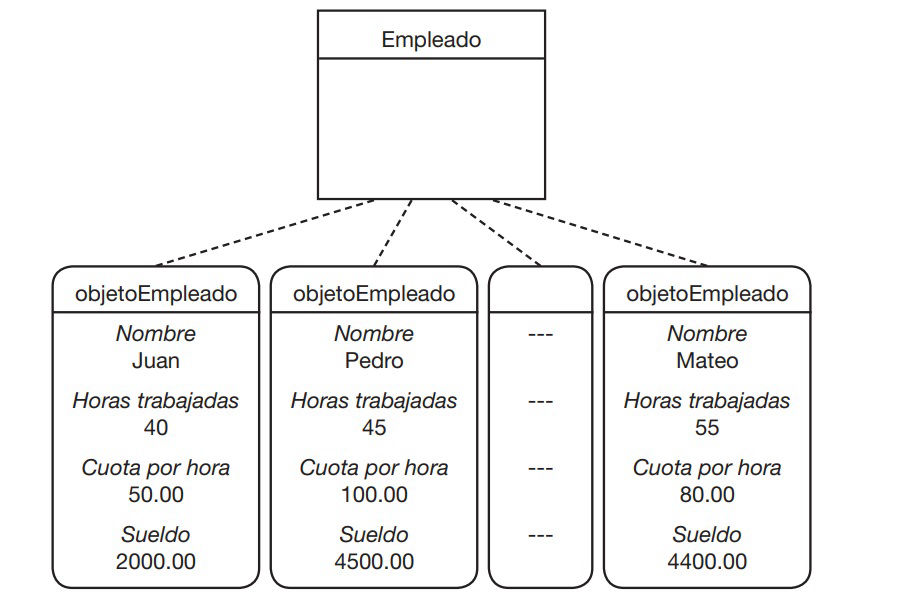 Empleado
objetoEmpleado
Nombre
Juan
Horas trabajadas
40
Cuota por hora
50.00
Sueldo
2000.00
objetoEmpleado
Nombre
Pedro
Horas trabajadas
45
Cuota por hora
100.00
Sueldo
4500.00
---
---
---
---
objetoEmpleado
Nombre
Mateo
Horas trabajadas
55
Cuota por hora
80.00
Sueldo
4400.00